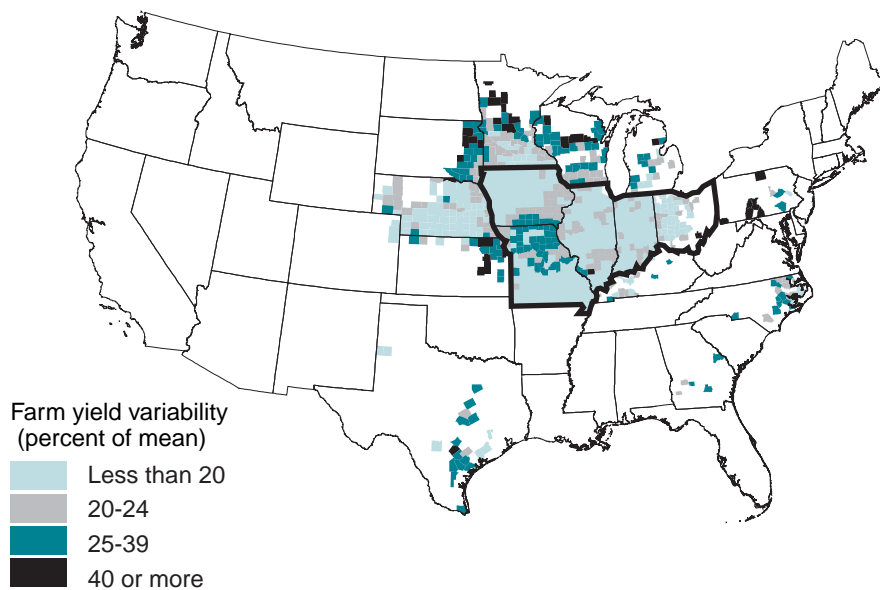 Farm yield variability
(percent of mean)
Less than 20
20-24
25-39
40 or more